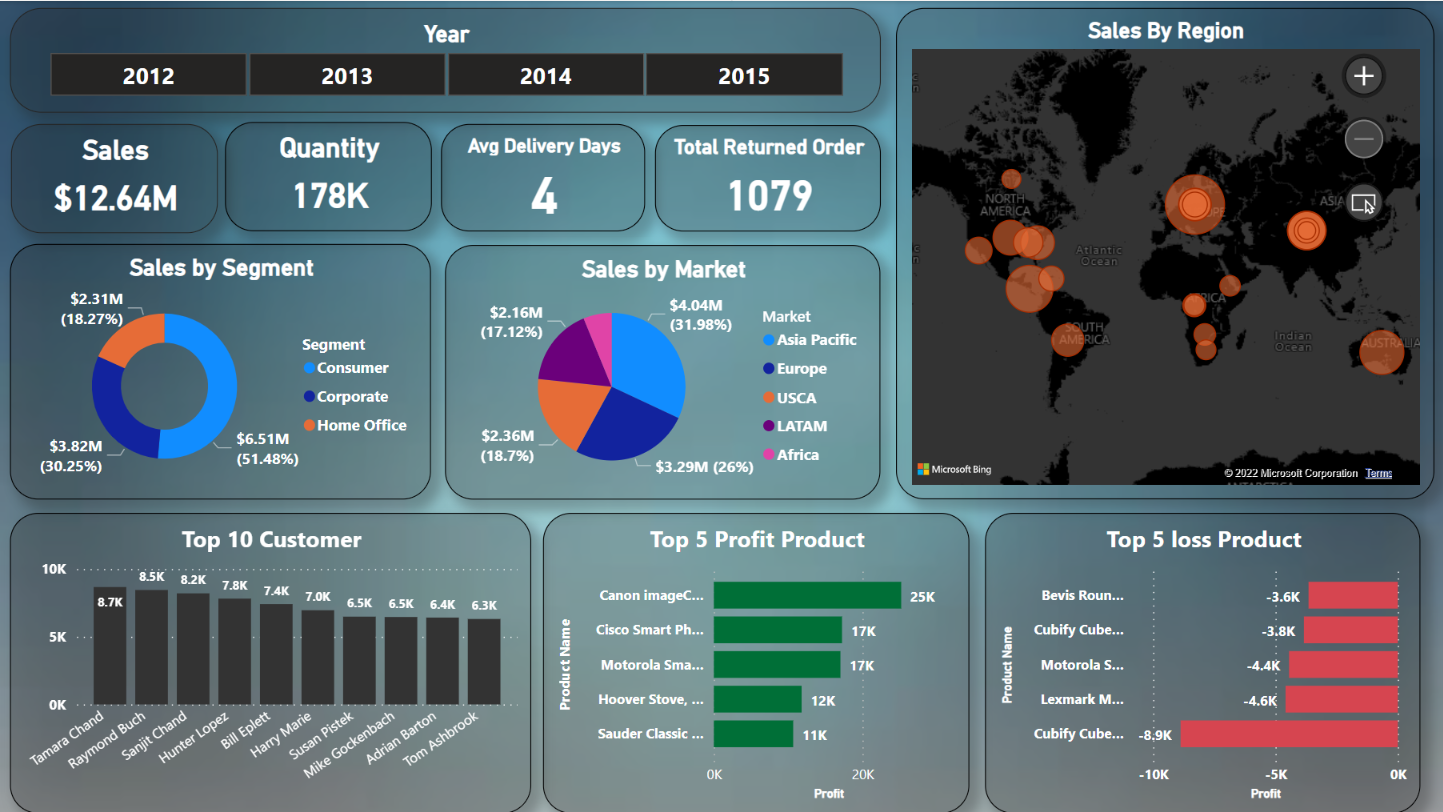 Year
2012
2013
2014
2015
Sales
$12.64M
Quantity
178K
Avg Delivery Days
4
Total Returned Order
1079
Sales By Region
NORTH
AMERICA
Atlantic
Ocean
ASIA
SOUTH
AMERICA
Indian
Ocean
AUSTRALIA
Microsoft Bing
© 2022 Microsoft Corporation Terms
Sales by Segment
$2.31M
(18.27%)
$3.82M
(30.25%)
$6.51M
(51.48%)
Segment
Consumer
Corporate
Home Office
Sales by Market
$2.16M
(17.12%)
$4.04M
(31.98%)
$2.36M
(18.7%)
$3.29M (26%)
Market
Asia Pacific
Europe
USCA
LATAM
Africa
Top 10 Customer
10K
5K
0K
8.7K
8.5K
8.2K
7.8K
7.4K
7.0K
6.5K
6.5K
6.4K
6.3K
Tamara Chand
Raymond Buch
Sanjit Chand
Hunter Lopez
Bill Eplett
Harry Marie
Susan Pistek
Mike Gockenbach
Adrian Barton
Tom Ashbrook
Top 5 Profit Product
Product Name
Canon imageC... 25K
Cisco Smart Ph... 17K
Motorola Sma... 17K
Hoover Stove, ... 12K
Sauder Classic ... 11K
0K 20K
Profit
Top 5 loss Product
Product Name
Bevis Roun... -3.6K
Cubify Cube... -3.8K
Motorola S... -4.4K
Lexmark M... -4.6K
Cubify Cube... -8.9K
-10K -5K 0K
Profit